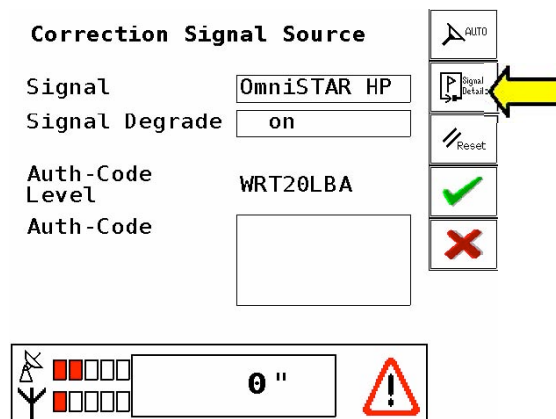 Correction Signal Source
AUTO
Signal
OmniSTAR HP
Signal
Details
Signal Degrade
on
Reset
Auth-Code
Level
WRT20LBA
Auth-Code
0"